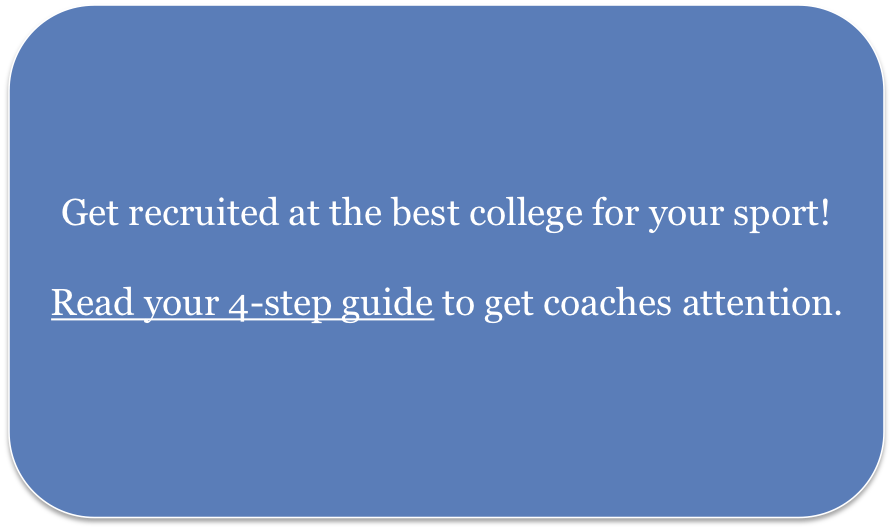 Get recruited at the best college for your sport!
Read your 4-step guide to get coaches attention.